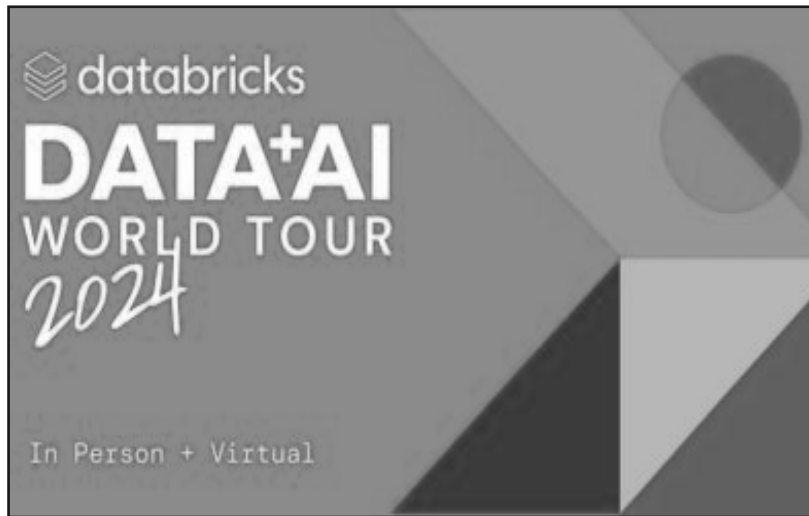 databricks
DATA+AI
WORLD TOUR
2024
In Person + Virtual